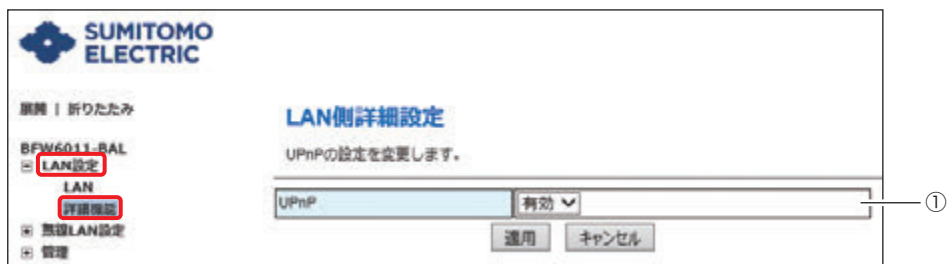 SUMITOMO
ELECTRIC
展開 | 折りたたみ
BFW6011-BAL
LAN設定
LAN
詳細機能
無線LAN設定
管理
LAN側詳細設定
UPnPの設定を変更します。
UPnP 有効 ①
適用 キャンセル